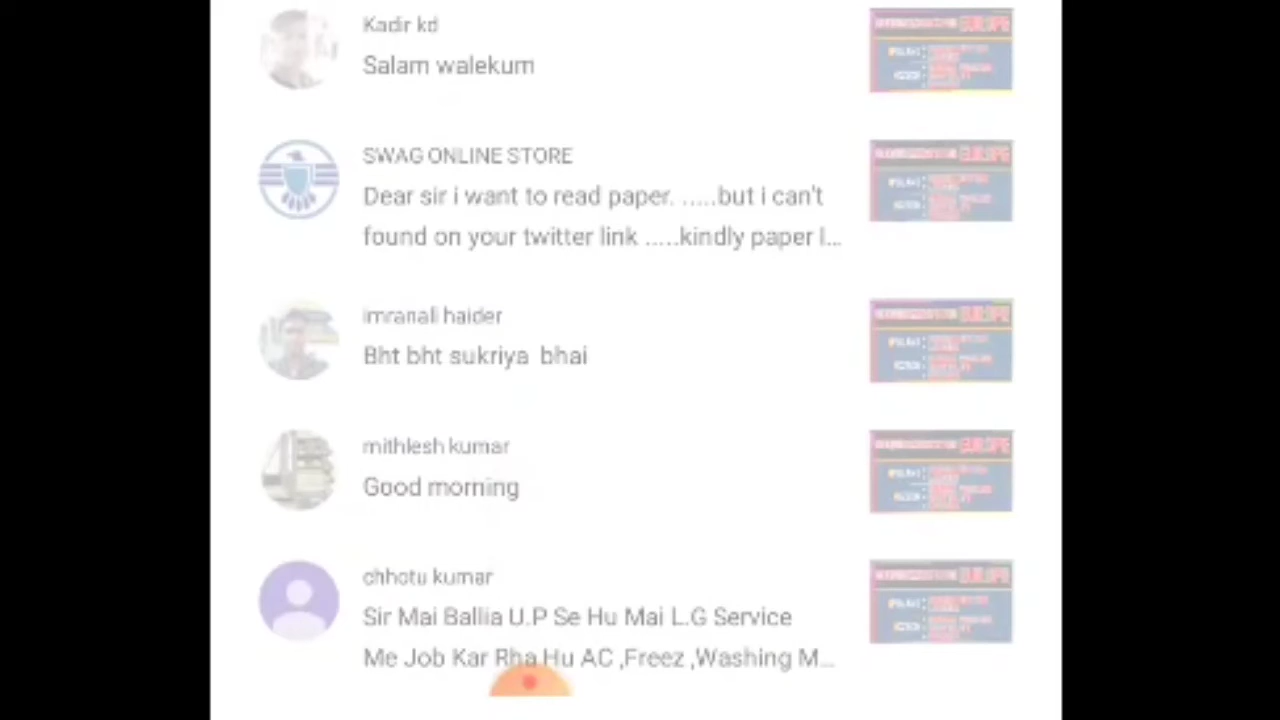 Kadir kd
Salam walekum
SWAG ONLINE STORE
Dear sir i want to read paper. .....but i can't
found on your twitter link .....kindly paper l...
imranali haider
Bht bht sukriya bhai
mithlesh kumar
Good morning
chhotu kumar
Sir Mai Ballia U.P Se Hu Mai L.G Service
Me Job Kar Rha Hu AC ,Freez ,Washing M...